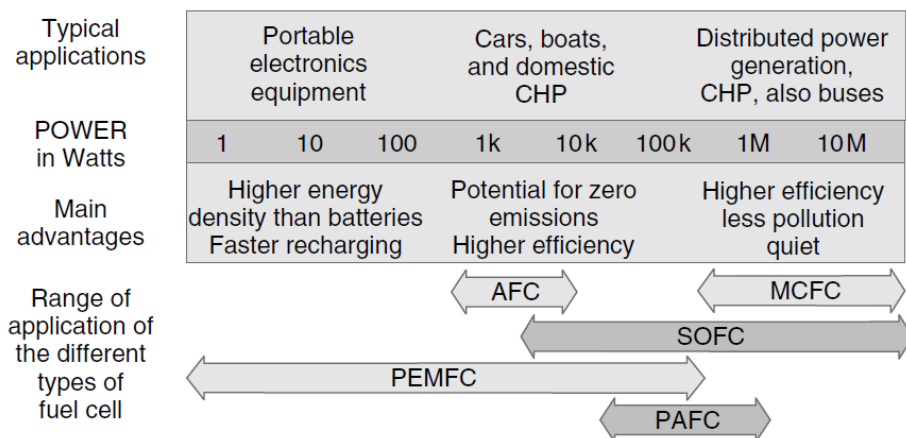 Typical
applications
Portable
electronics
equipment
Cars, boats,
and domestic
CHP
Distributed power
generation,
CHP, also buses
POWER
in Watts
1 10 100 1k 10k 100k 1M 10M
Main
advantages
Higher energy
density than batteries
Faster recharging
Potential for zero
emissions
Higher efficiency
Higher efficiency
less pollution
quiet
Range of
application of
the different
types of
fuel cell
AFC
MCFC
SOFC
PEMFC
PAFC